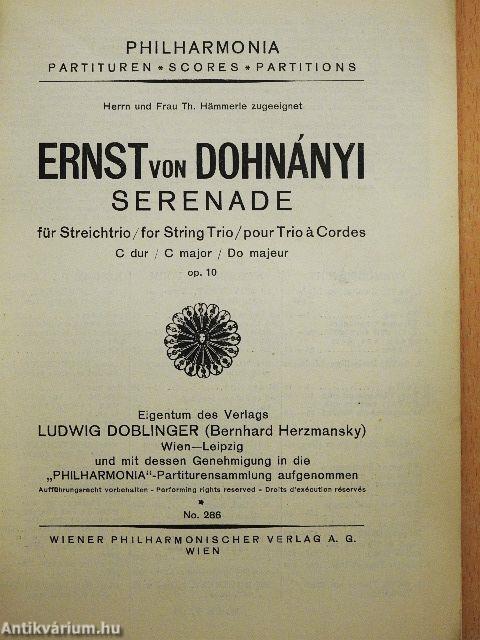 PHILHARMONIA
PARTITUREN * SCORES * PARTITIONS
Herrn und Frau Th. Hämmerle zugeeignet
ERNST VON DOHNÁNYI
SERENADE
für Streichtrio / for String Trio / pour Trio à Cordes
C dur / C major / Do majeur
op. 10
Eigentum des Verlags
LUDWIG DOBLINGER (Bernhard Herzmansky)
Wien—Leipzig
und mit dessen Genehmigung in die
„PHILHARMONIA"-Partiturensammlung aufgenommen
Aufführungsrecht vorbehalten - Performing rights reserved - Droits d'exécution réservés
*
No. 286
WIENER PHILHARMONISCHER VERLAG A. G.
WIEN
Antikvárium.hu